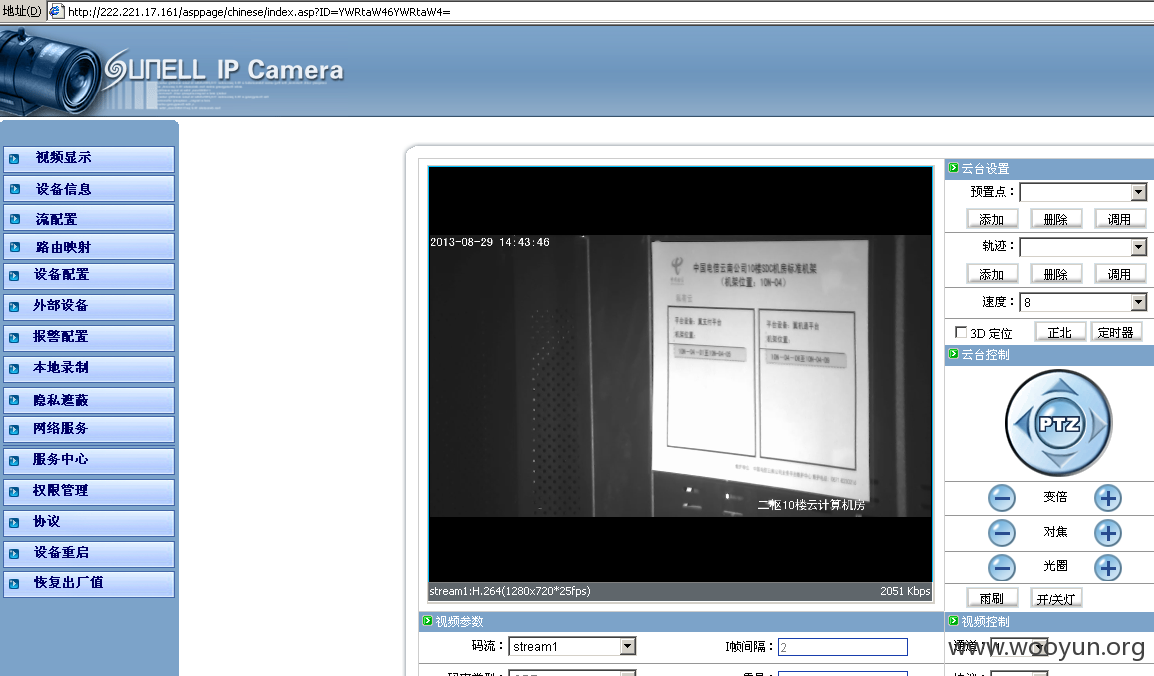 地址(D) http://222.221.17.161/asppage/chinese/index.asp?ID=YWRtaW46YWRtaW4=
SUNELL IP Camera
视频显示
设备信息
流配置
路由映射
设备配置
外部设备
报警配置
本地录制
隐私遮蔽
网络服务
服务中心
权限管理
协议
设备重启
恢复出厂值
2013-08-29 14:43:46
中国电信云南公司10楼SDC机房标准机架
(机架位置：10N-04)
机架位置：
机架位置：
二枢10楼云计算机房
stream1:H.264(1280x720*25fps) 2051 Kbps
视频参数
码流： stream1 I帧间隔： 2
云台设置
预置点：
添加 删除 调用
轨迹：
添加 删除 调用
速度： 8
3D 定位 正北 定时器
云台控制
PTZ
变倍
对焦
光圈
雨刷 开/关灯
视频控制
通道
www.wooyun.org